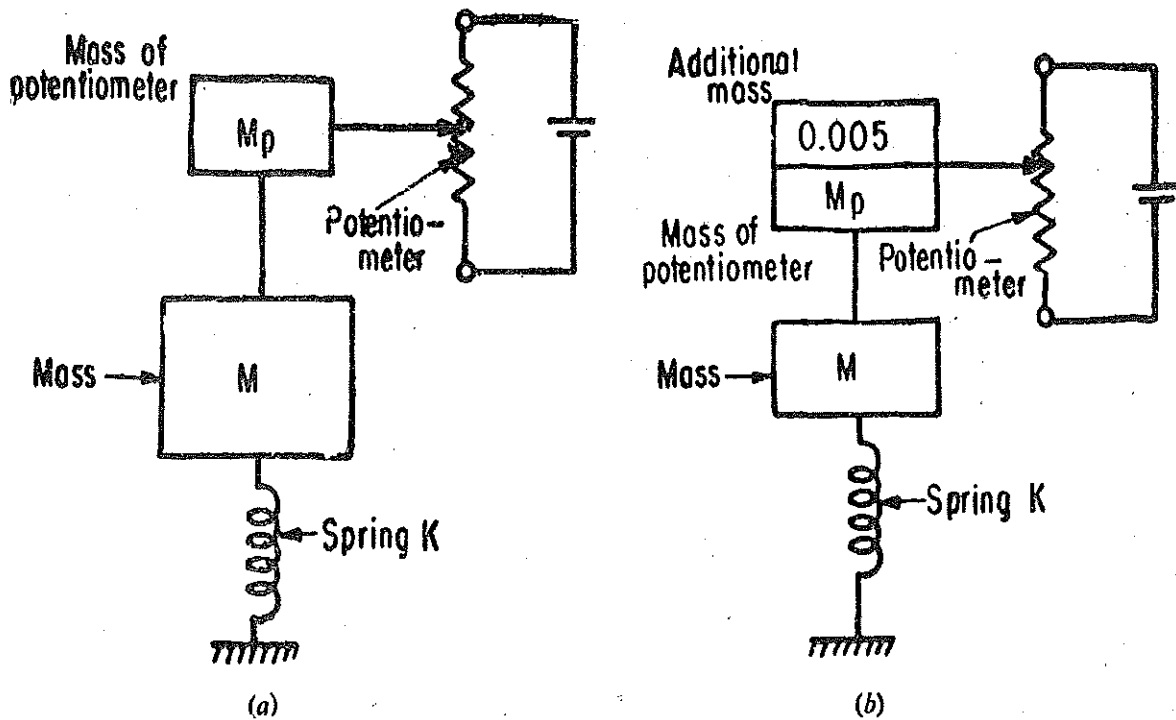 Mass of
potentiometer
Mp
Potentio-
meter
Mass
M
Spring K
(a)
Additional
mass
0.005
Mp
Mass of
potentiometer
Potentio-
meter
Mass
M
Spring K
(b)